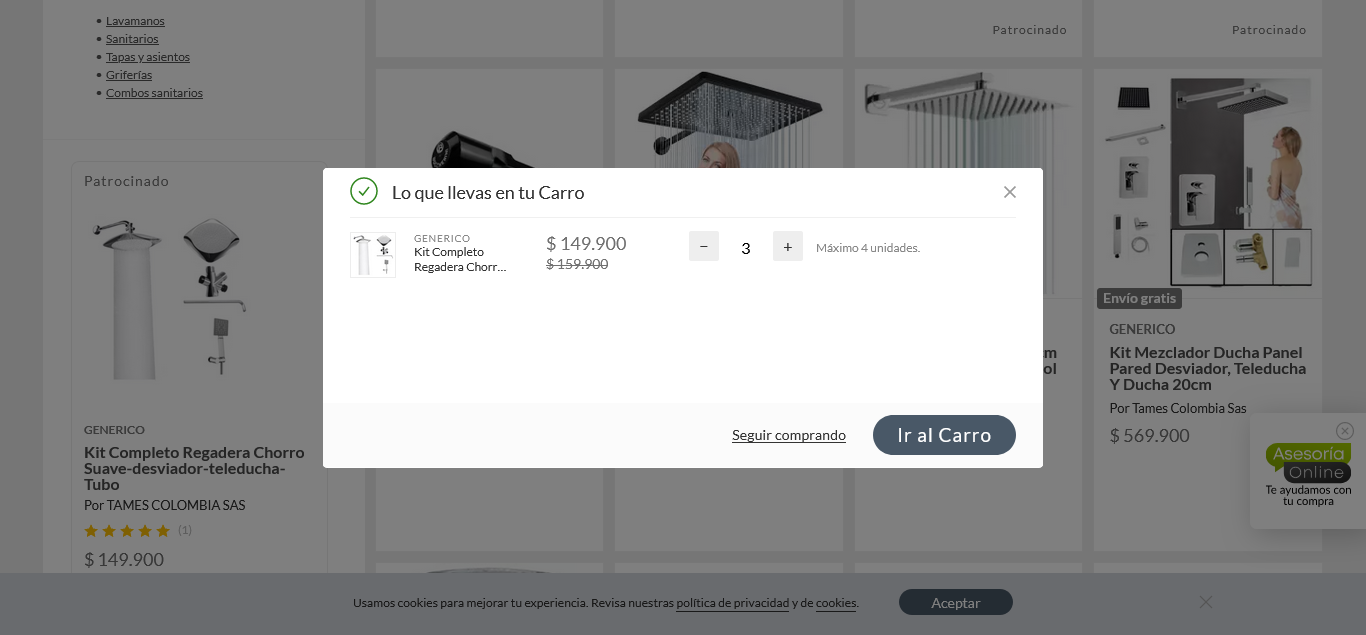 • Lavamanos
• Sanitarios
• Tapas y asientos
• Griferías
• Combos sanitarios
Patrocinado
Patrocinado
Patrocinado
Lo que llevas en tu Carro
GENERICO
Kit Completo
Regadera Chorr...
$ 149.900
$ 159.900
−
3
+
Máximo 4 unidades.
Seguir comprando
Ir al Carro
GENERICO
Kit Completo Regadera Chorro
Suave-desviador-teleducha-
Tubo
Por TAMES COLOMBIA SAS
(1)
$ 149.900
cm
ol
Envío gratis
GENERICO
Kit Mezclador Ducha Panel
Pared Desviador, Teleducha
Y Ducha 20cm
Por Tames Colombia Sas
$ 569.900
Asesoría
Online
Te ayudamos con
tu compra
Usamos cookies para mejorar tu experiencia. Revisa nuestras política de privacidad y de cookies.
Aceptar